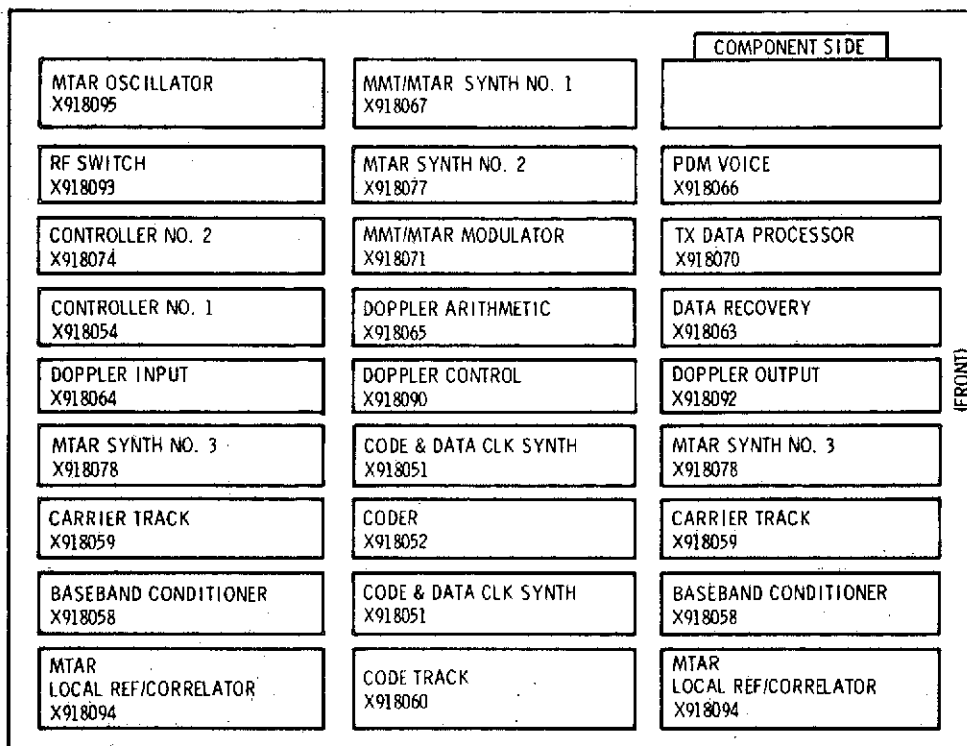 COMPONENT SIDE
MTAR OSCILLATOR
X918095
MMT/MTAR SYNTH NO. 1
X918067
RF SWITCH
X918093
MTAR SYNTH NO. 2
X918077
PDM VOICE
X918066
CONTROLLER NO. 2
X918074
MMT/MTAR MODULATOR
X918071
TX DATA PROCESSOR
X918070
CONTROLLER NO. 1
X918054
DOPPLER ARITHMETIC
X918065
DATA RECOVERY
X918063
DOPPLER INPUT
X918064
DOPPLER CONTROL
X918090
DOPPLER OUTPUT
X918092
(FRONT)
MTAR SYNTH NO. 3
X918078
CODE & DATA CLK SYNTH
X918051
MTAR SYNTH NO. 3
X918078
CARRIER TRACK
X918059
CODER
X918052
CARRIER TRACK
X918059
BASEBAND CONDITIONER
X918058
CODE & DATA CLK SYNTH
X918051
BASEBAND CONDITIONER
X918058
MTAR
LOCAL REF/CORRELATOR
X918094
CODE TRACK
X918060
MTAR
LOCAL REF/CORRELATOR
X918094